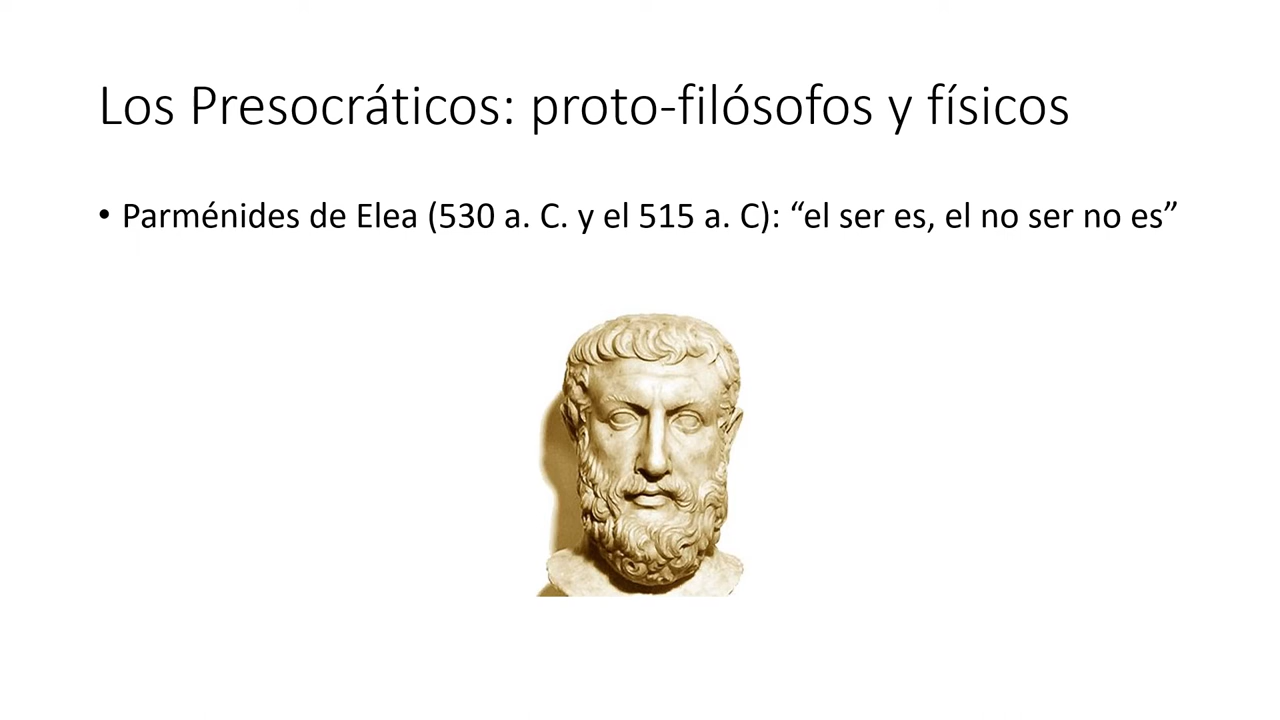 Los Presocráticos: proto-filósofos y físicos
• Parménides de Elea (530 a. C. y el 515 a. C): “el ser es, el no ser no es”